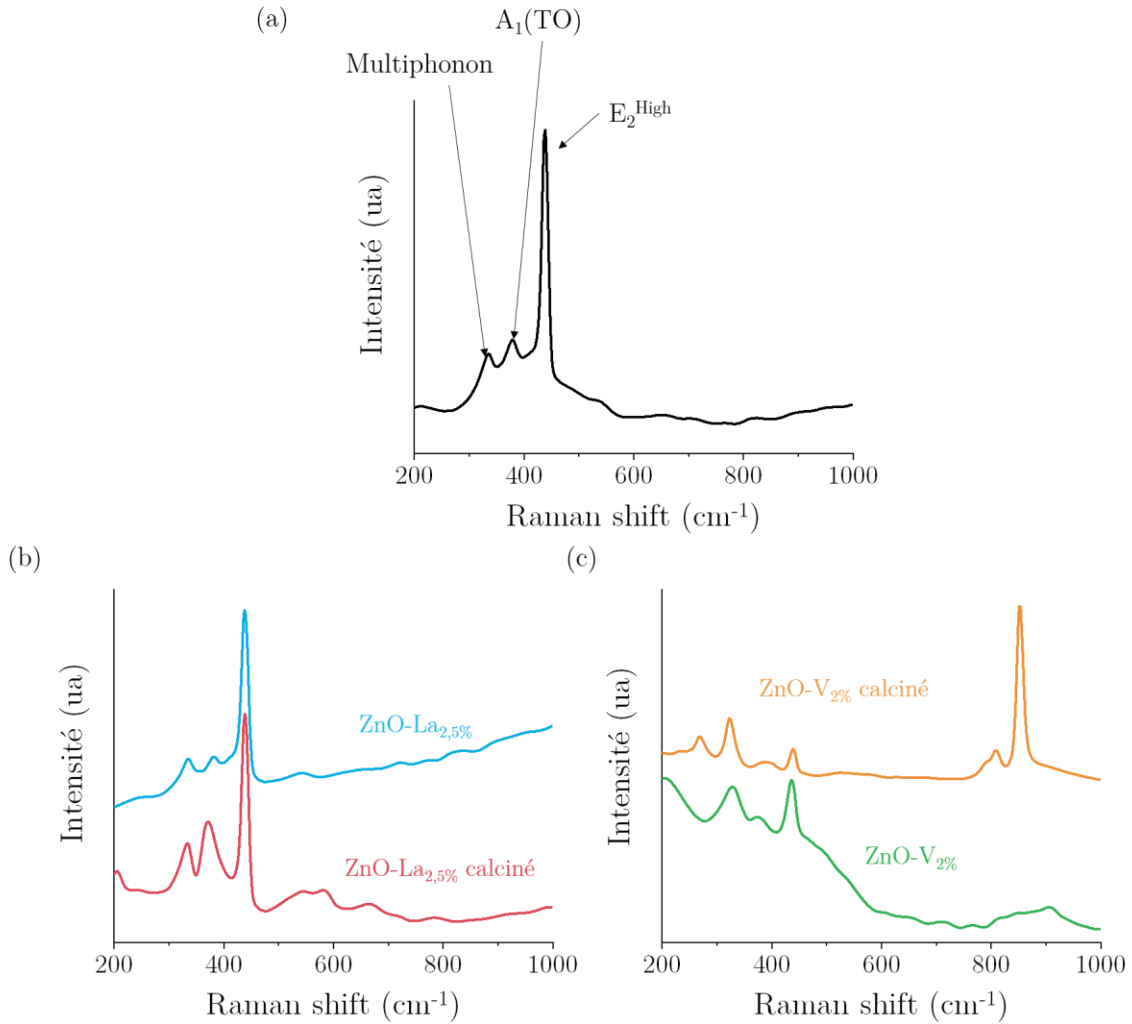 (a)
A₁(TO)
Multiphonon
E₂ᴴⁱᵍʰ
Intensité (ua)
200 400 600 800 1000
Raman shift (cm⁻¹)
(b)
Intensité (ua)
ZnO-La₂,₅%
ZnO-La₂,₅% calciné
200 400 600 800 1000
Raman shift (cm⁻¹)
(c)
Intensité (ua)
ZnO-V₂% calciné
ZnO-V₂%
200 400 600 800 1000
Raman shift (cm⁻¹)